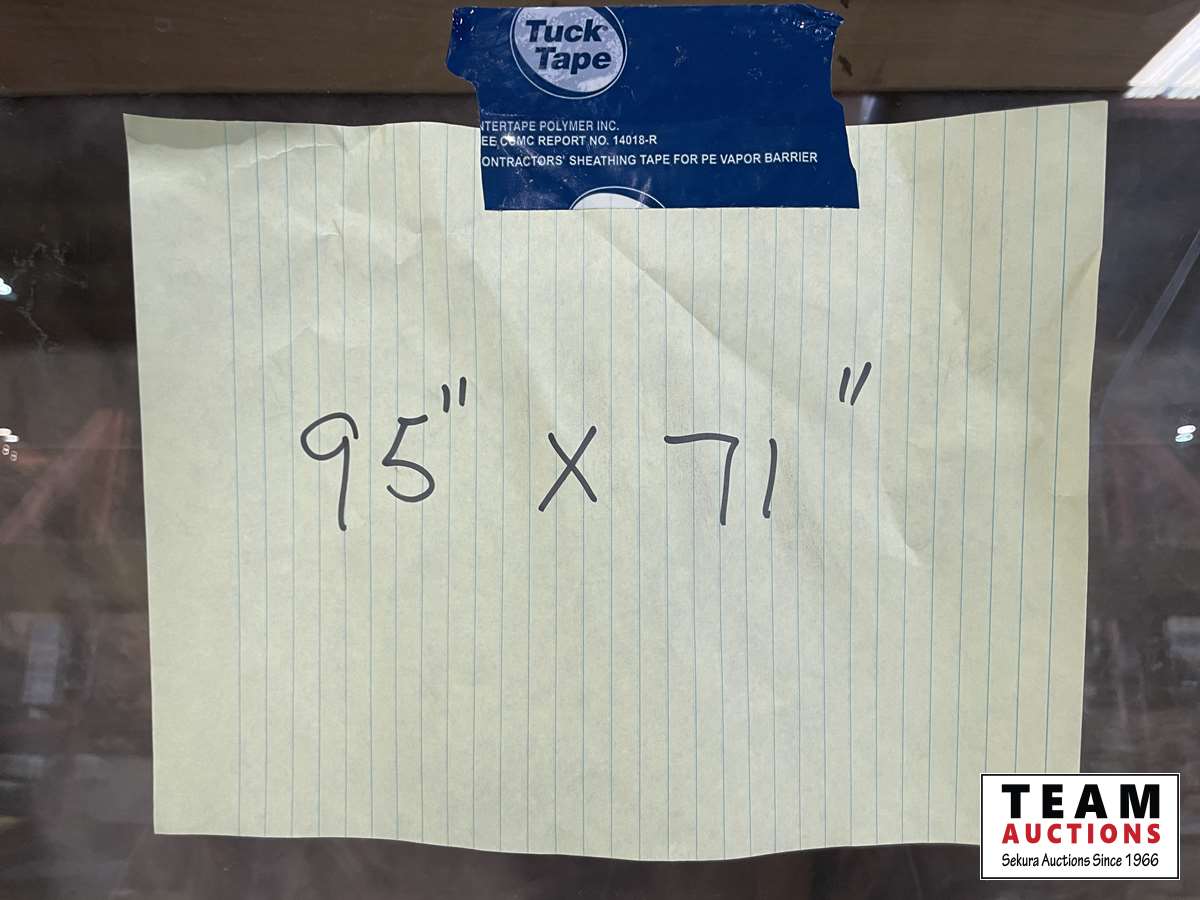 Tuck
Tape
NTERTAPE POLYMER INC.
EE CCMC REPORT NO. 14018-R
ONTRACTORS' SHEATHING TAPE FOR PE VAPOR BARRIER
95" X 71"
TEAM
AUCTIONS
Sekura Auctions Since 1966